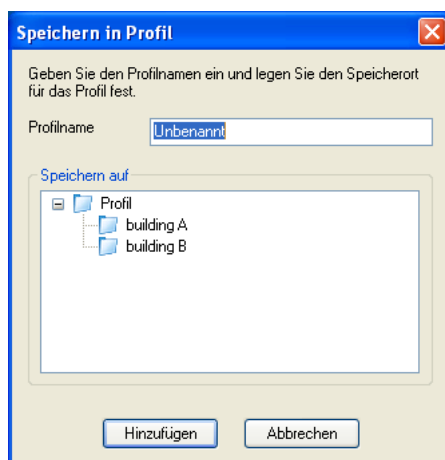 Speichern in Profil
Geben Sie den Profilnamen ein und legen Sie den Speicherort
für das Profil fest.
Profilname
Unbenannt
Speichern auf
Profil
building A
building B
Hinzufügen
Abbrechen